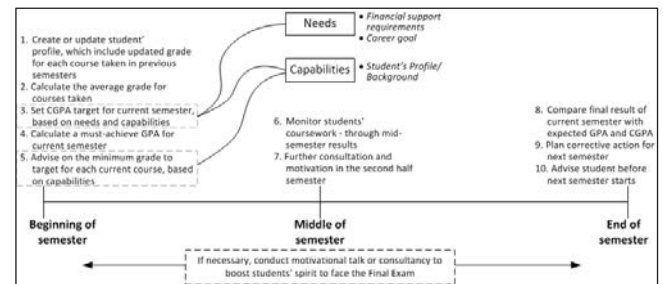 Needs
• Financial support
requirements
• Career goal
Capabilities
• Student's Profile/
Background
1. Create or update student'
profile, which include updated grade
for each course taken in previous
semesters
2. Calculate the average grade for
courses taken
3. Set CGPA target for current semester,
based on needs and capabilities
4. Calculate a must-achieve GPA for
current semester
5. Advise on the minimum grade to
target for each current course, based
on capabilities
6. Monitor students'
coursework - through mid-
semester results
7. Further consultation and
motivation in the second half
semester
8. Compare final result of
current semester with
expected GPA and CGPA
9. Plan corrective action for
next semester
10. Advise student before
next semester starts
Beginning of
semester
Middle of
semester
End of
semester
If necessary, conduct motivational talk or consultancy to
boost students' spirit to face the Final Exam